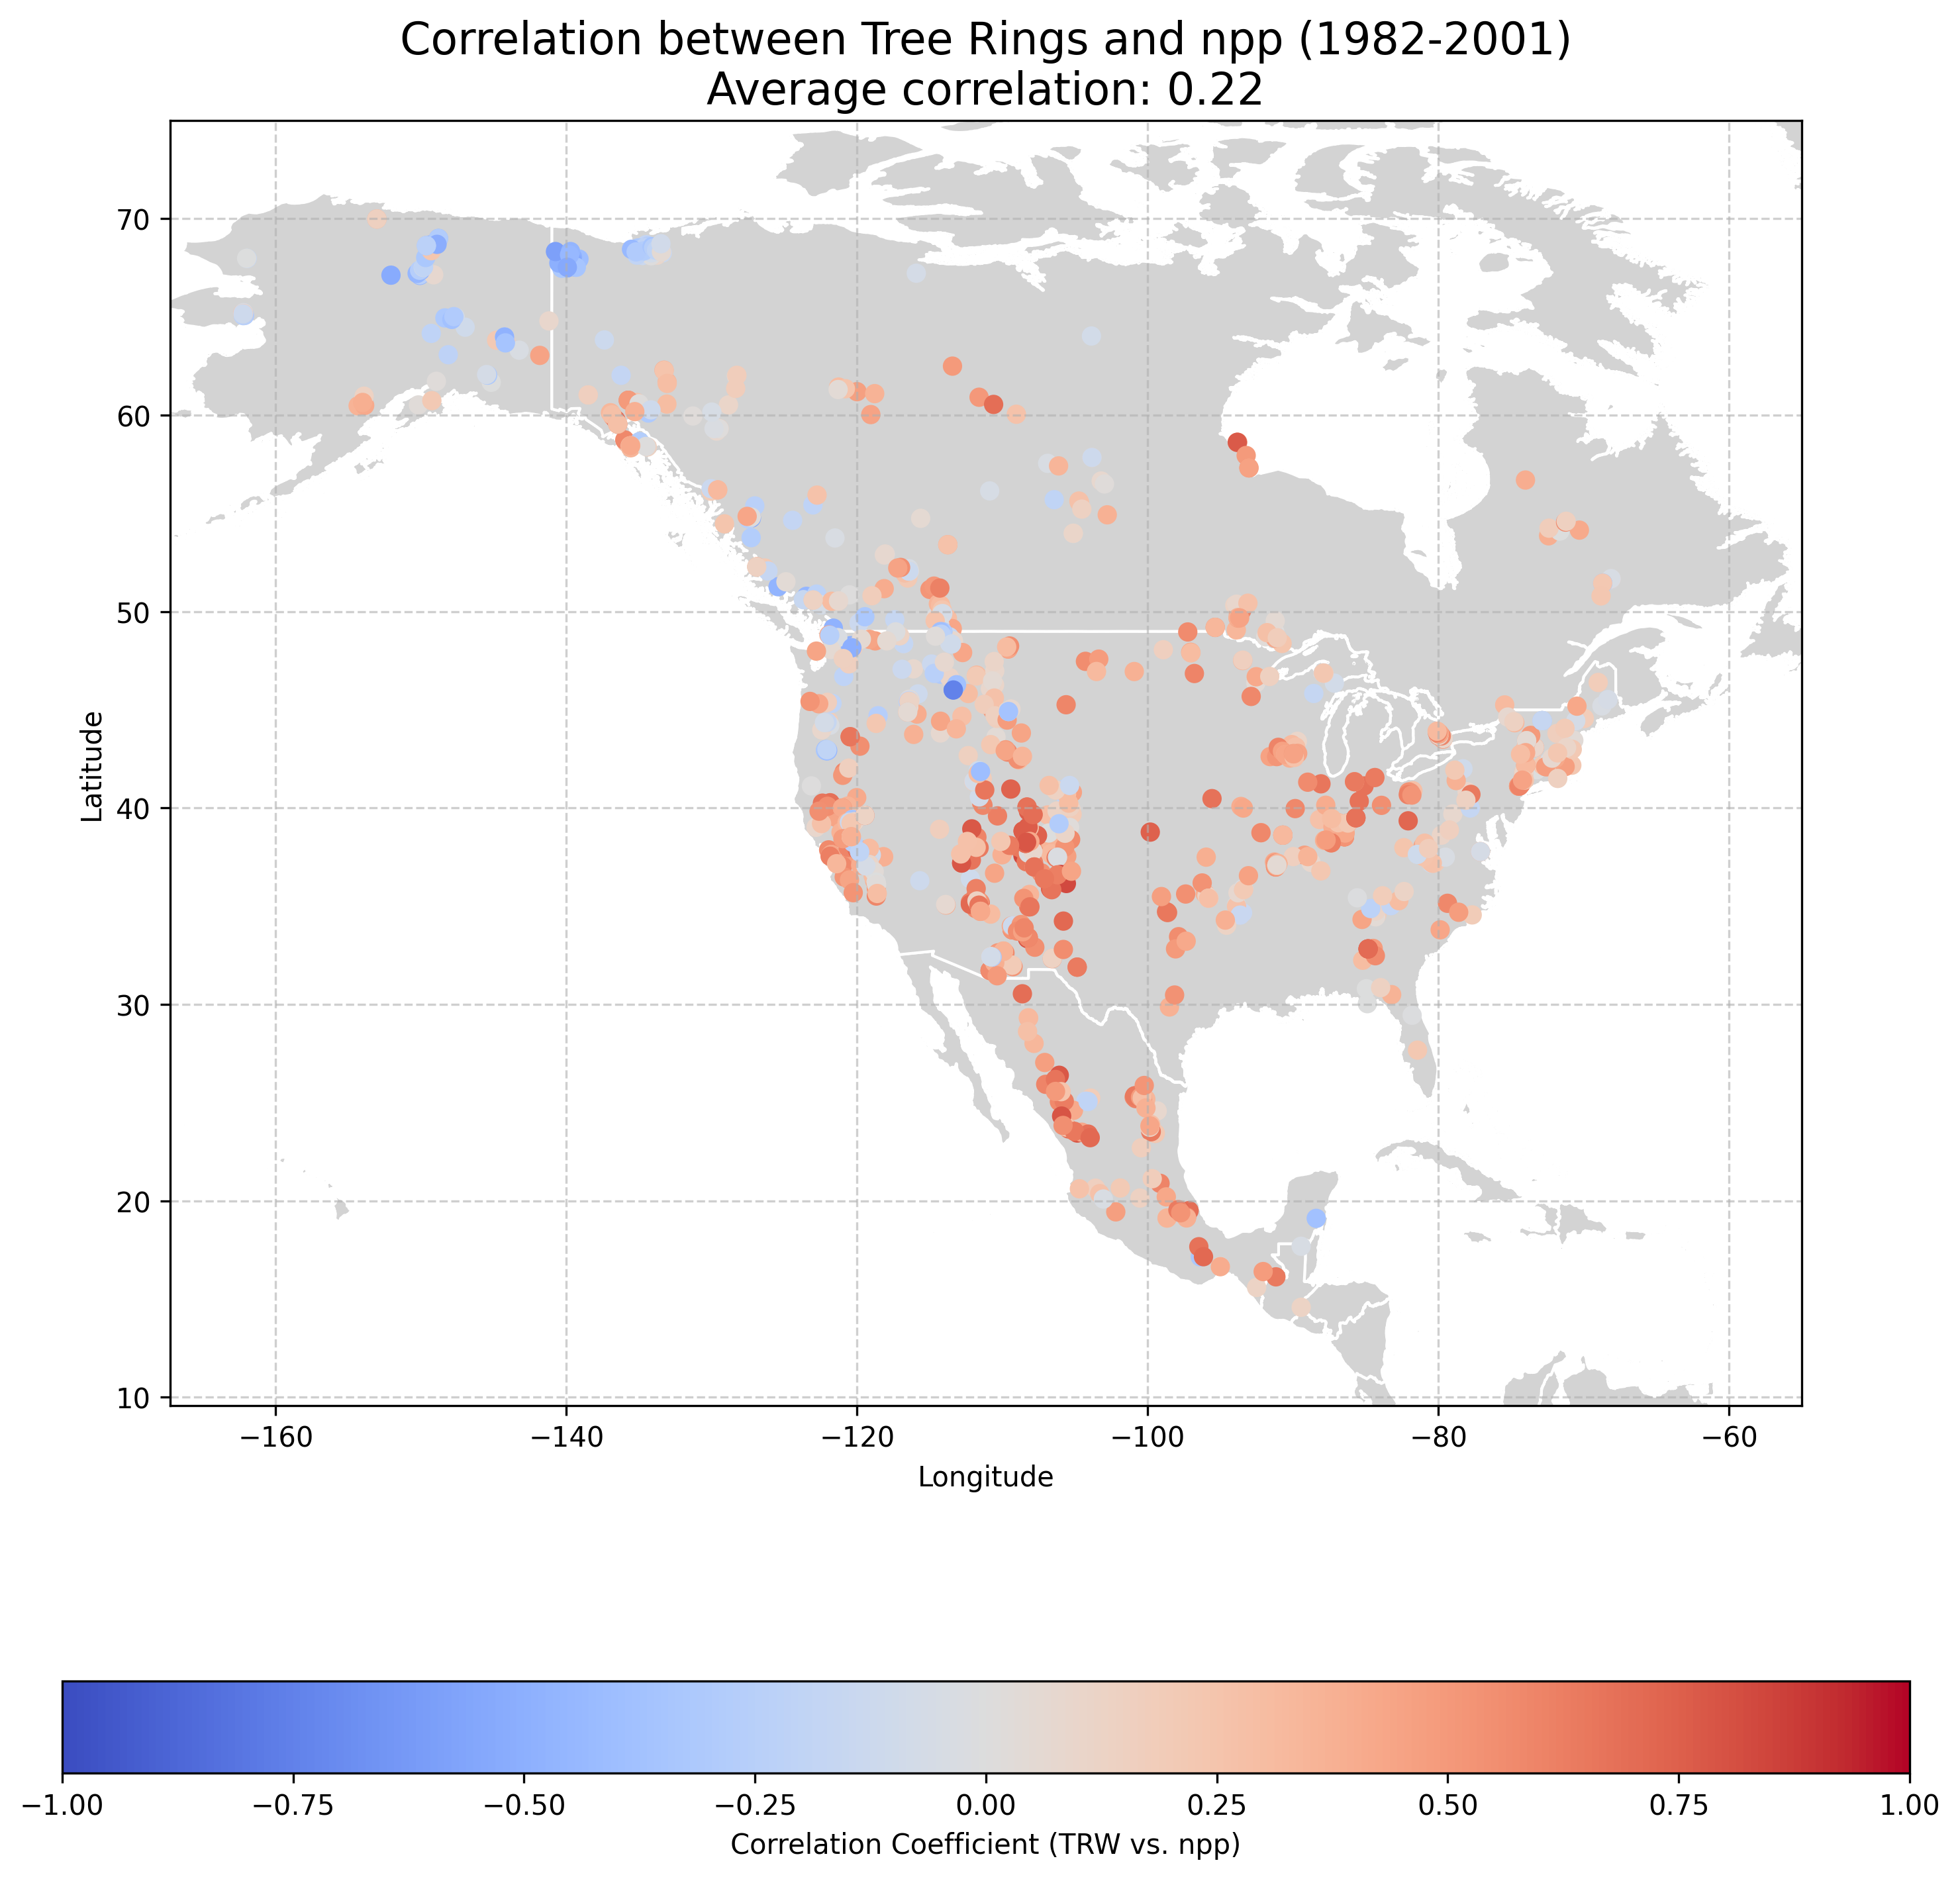 Correlation between Tree Rings and npp (1982-2001)
Average correlation: 0.22
70
60
50
40
30
20
10
Latitude
−160 −140 −120 −100 −80 −60
Longitude
−1.00 −0.75 −0.50 −0.25 0.00 0.25 0.50 0.75 1.00
Correlation Coefficient (TRW vs. npp)